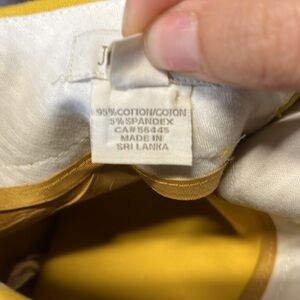 J
95%COTTON/COTON
5%SPANDEX
CA# 56445
MADE IN
SRI LANKA